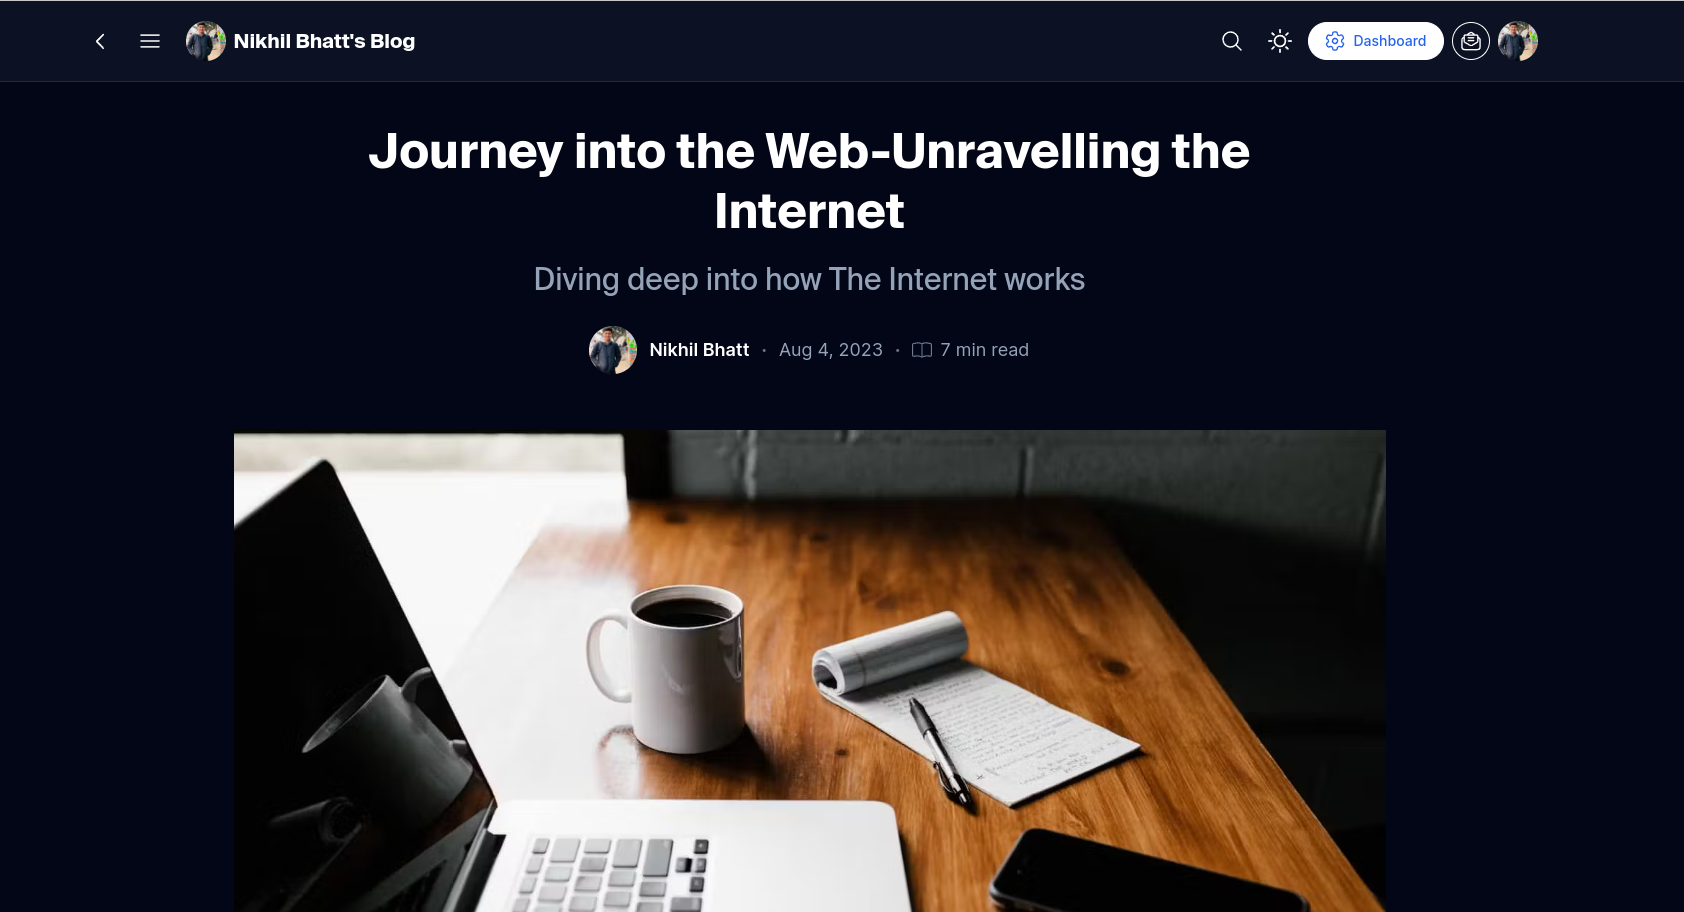 Nikhil Bhatt's Blog
Dashboard
Journey into the Web-Unravelling the
Internet
Diving deep into how The Internet works
Nikhil Bhatt · Aug 4, 2023 · 7 min read